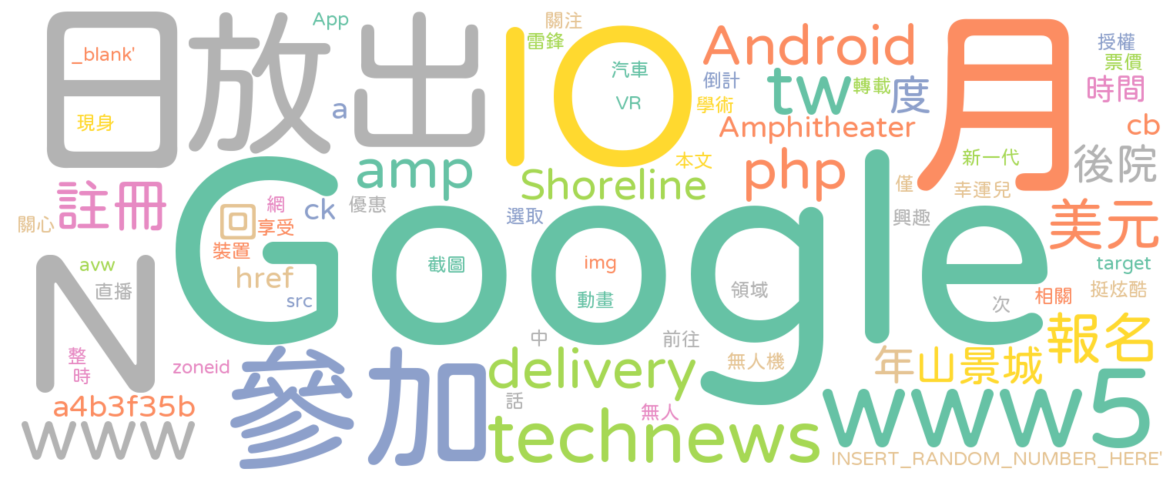 App
關注
_blank'
日
放
出
IO
雷鋒
汽車
VR
Android
倒計
學術
tw
轉載
度
月
授權
票價
時間
現身
a
Amphitheater
cb
註冊
amp
Shoreline
本文
php
新一代
後院
僅
幸運兒
關心
網
回
享受
裝置
ck
優惠
選取
興趣
美元
Google
avw
直播
href
src
截圖
img
動畫
領域
target
相關
挺炫酷
次
N
整
時
zoneid
參加
中
前往
無人機
delivery
年
山景城
報名
a4b3f35b
話
無人
www
technews
www5
INSERT_RANDOM_NUMBER_HERE'